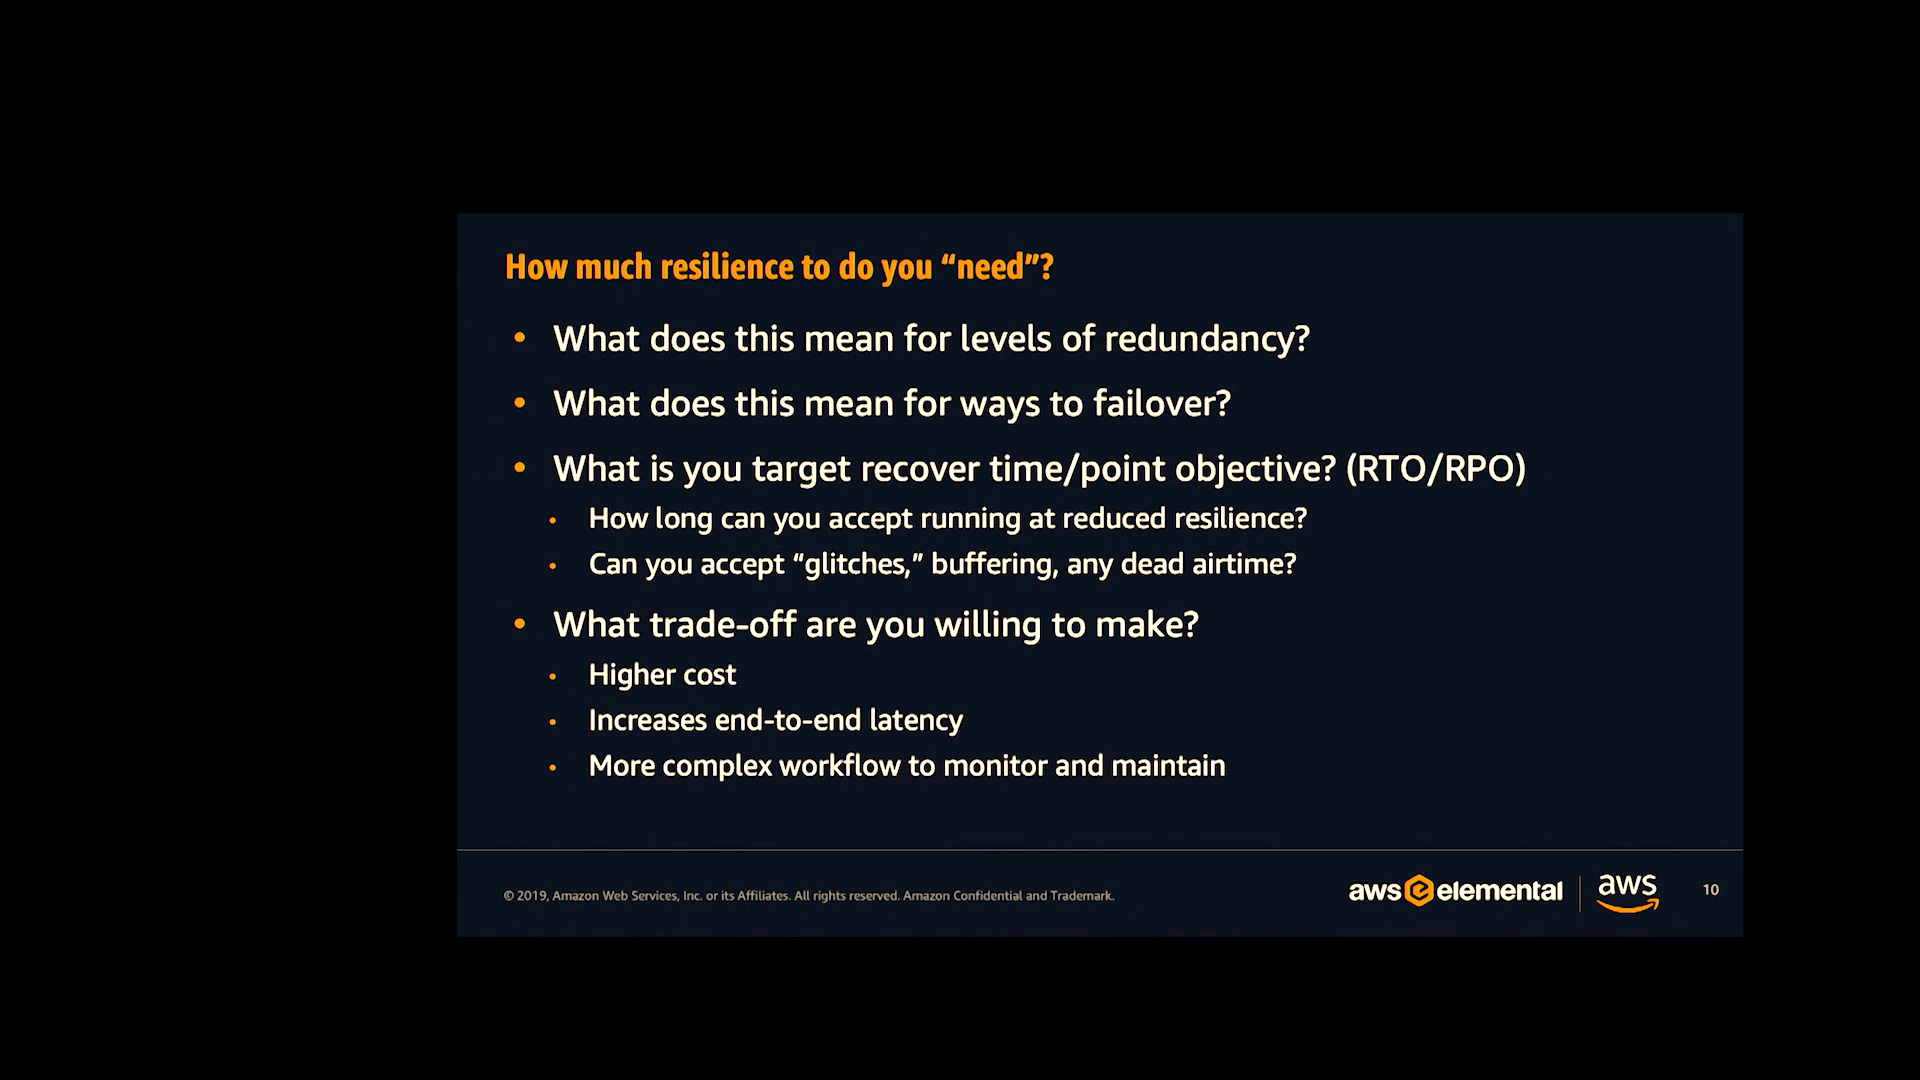 How much resilience to do you “need”?
• What does this mean for levels of redundancy?
• What does this mean for ways to failover?
• What is you target recover time/point objective? (RTO/RPO)
• How long can you accept running at reduced resilience?
• Can you accept “glitches,” buffering, any dead airtime?
• What trade-off are you willing to make?
• Higher cost
• Increases end-to-end latency
• More complex workflow to monitor and maintain
© 2019, Amazon Web Services, Inc. or its Affiliates. All rights reserved. Amazon Confidential and Trademark.
aws elemental
aws
10